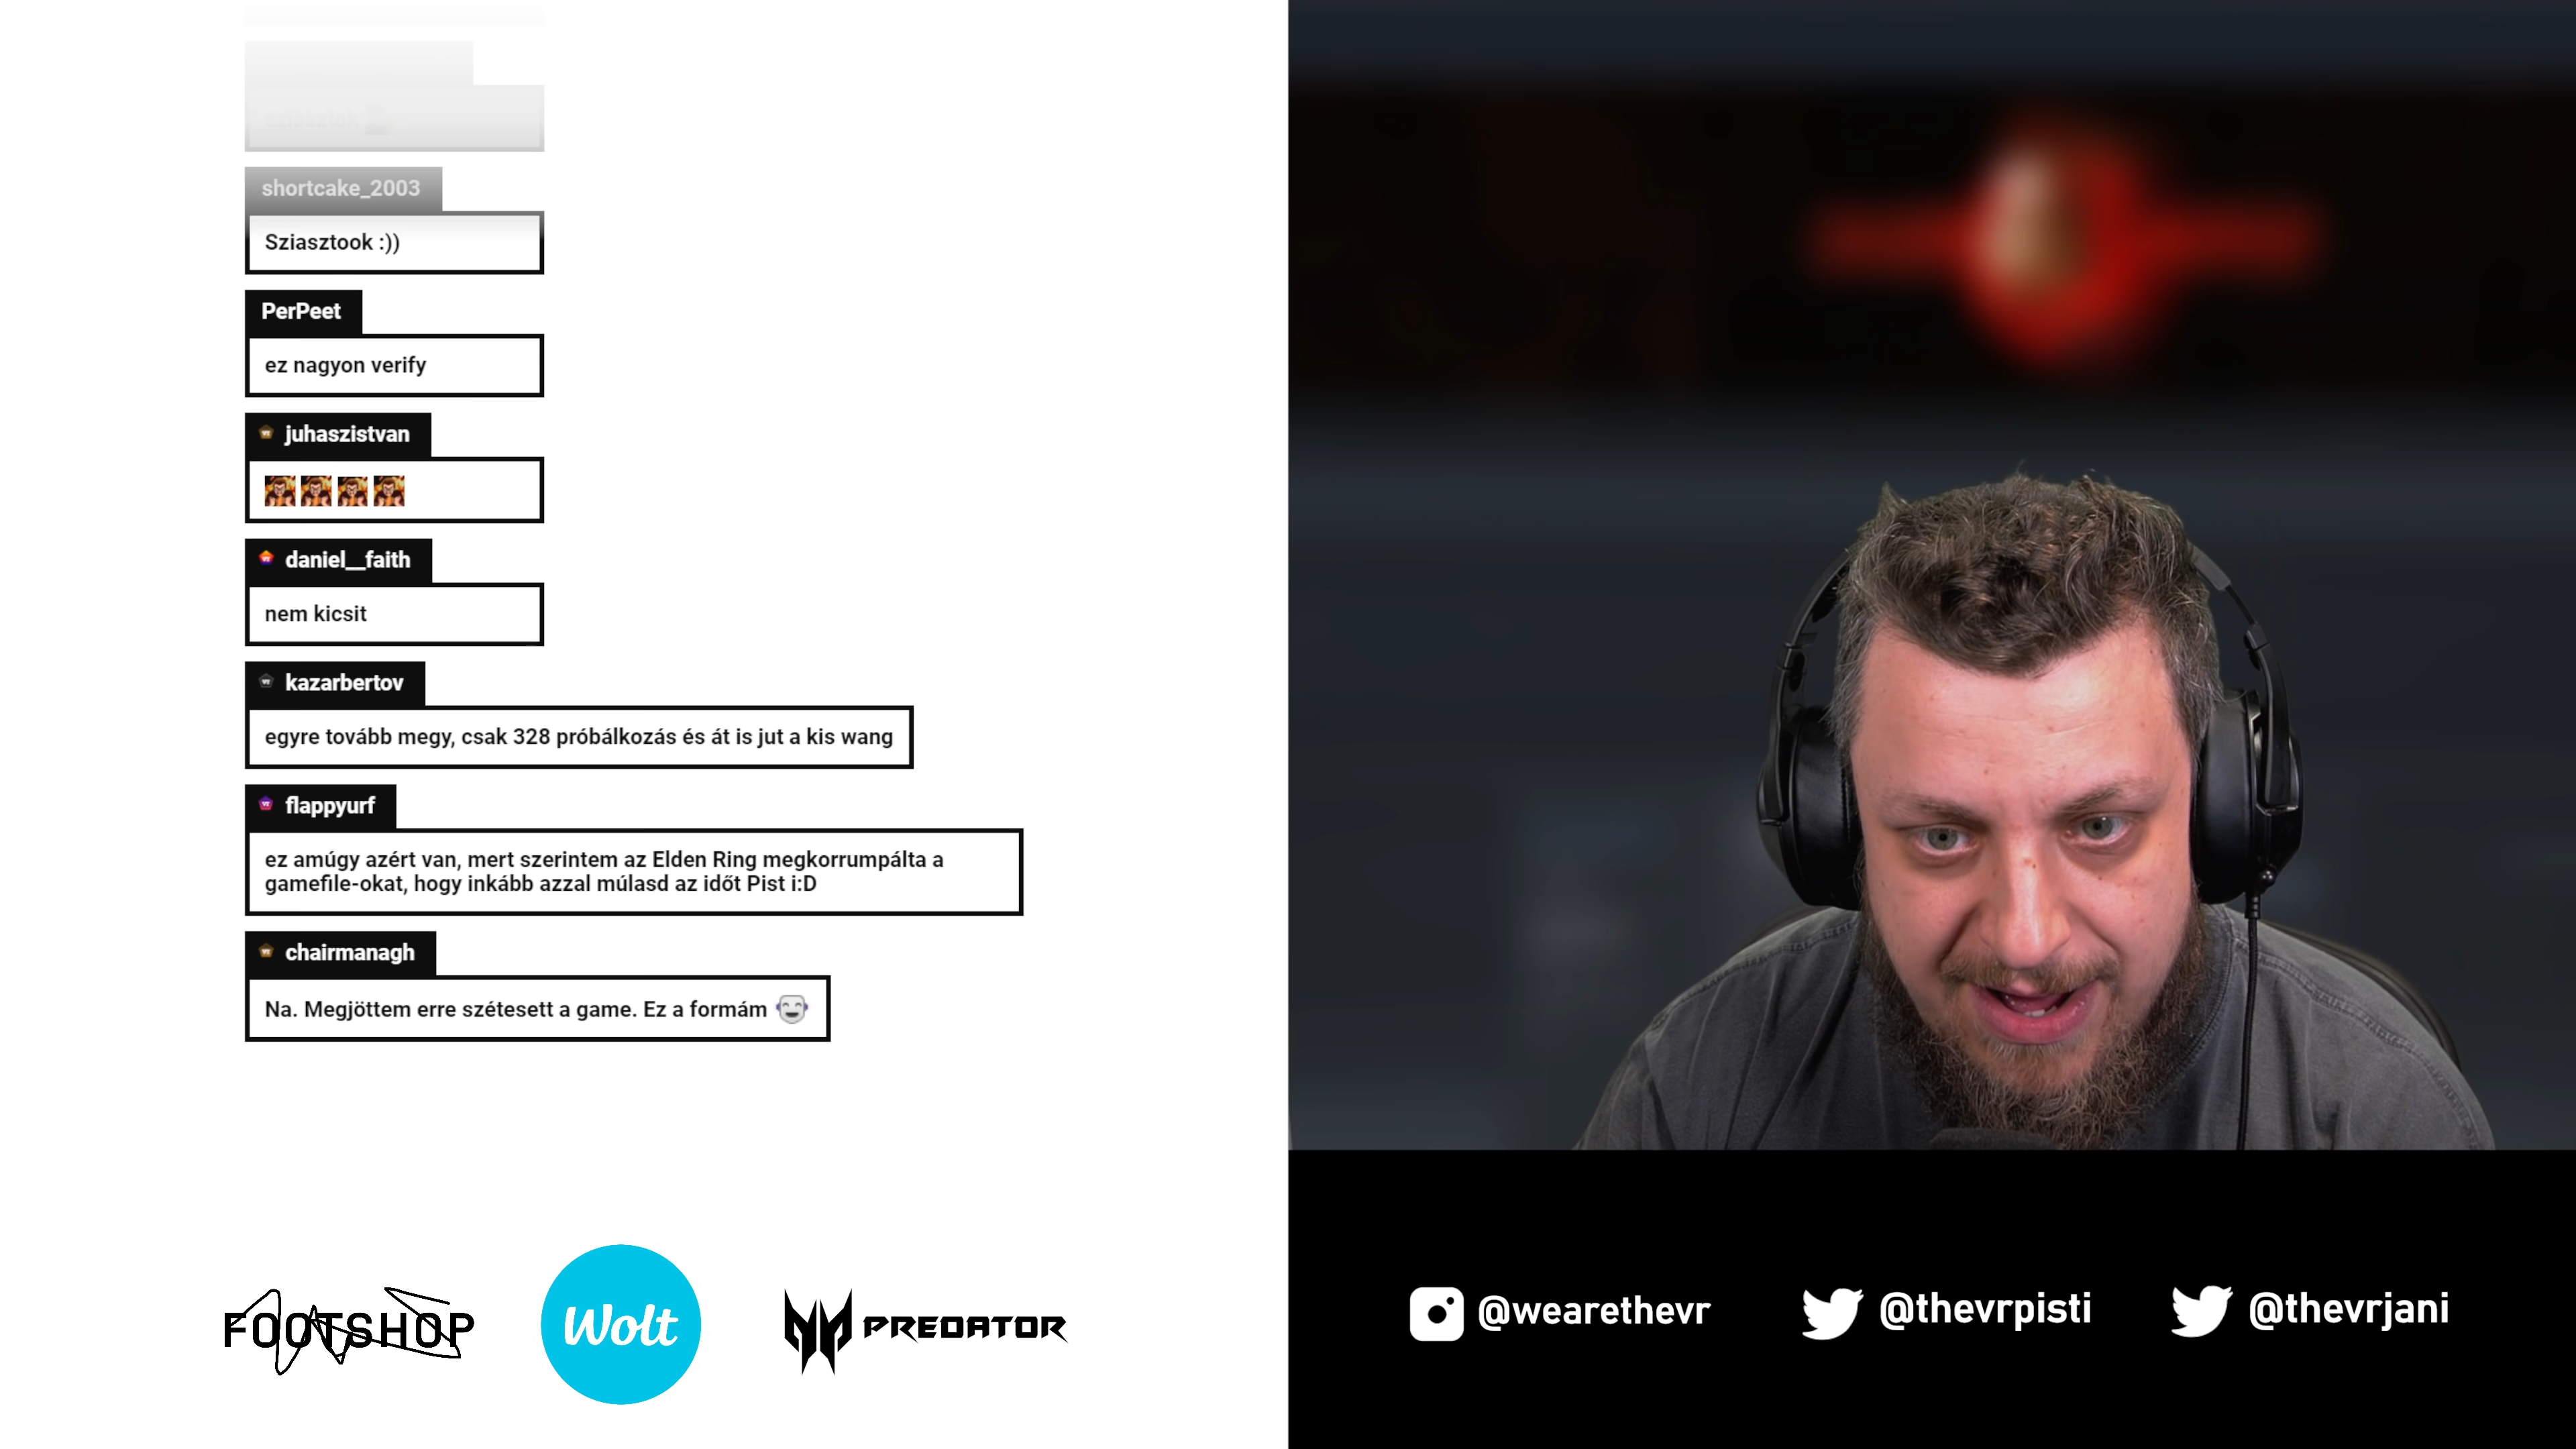 shortcake_2003
Sziasztook :))
PerPeet
ez nagyon verify
juhaszistvan
daniel__faith
nem kicsit
kazarbertov
egyre tovább megy, csak 328 próbálkozás és át is jut a kis wang
flappyurf
ez amúgy azért van, mert szerintem az Elden Ring megkorrumpálta a
gamefile-okat, hogy inkább azzal múlasd az időt Pist i:D
chairmanagh
Na. Megjöttem erre szétesett a game. Ez a formám
FOOTSHOP
Wolt
PREDATOR
@wearethevr
@thevrpisti
@thevrjani